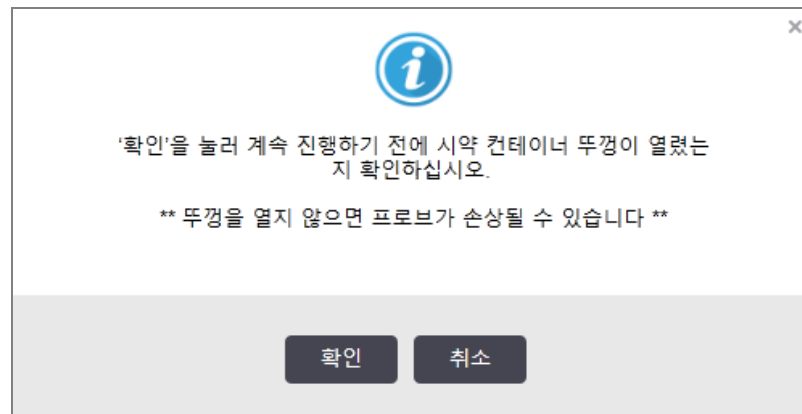 '확인'을 눌러 계속 진행하기 전에 시약 컨테이너 뚜껑이 열렸는
지 확인하십시오.
** 뚜껑을 열지 않으면 프로브가 손상될 수 있습니다 **
확인
취소